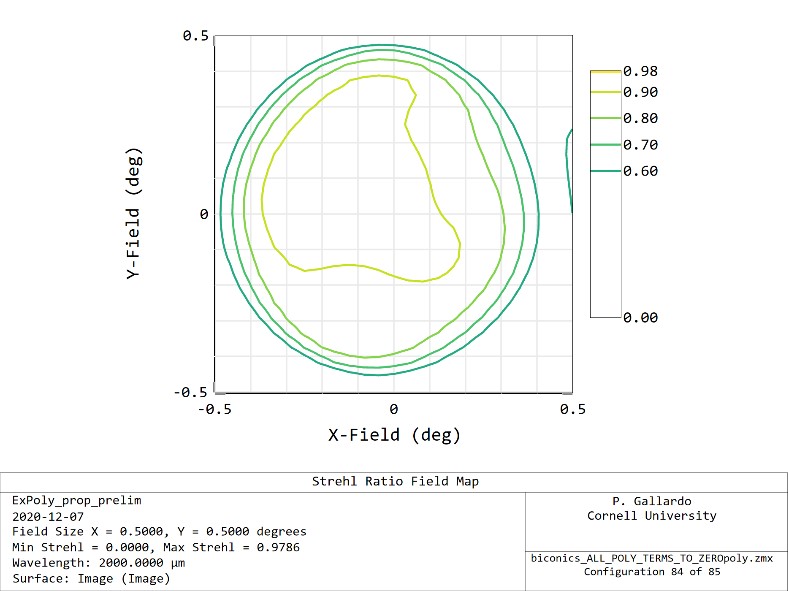 0.5
0
-0.5
Y-Field (deg)
-0.5
0
0.5
X-Field (deg)
0.98
0.90
0.80
0.70
0.60
0.00
Strehl Ratio Field Map
ExPoly_prop_prelim
2020-12-07
Field Size X = 0.5000, Y = 0.5000 degrees
Min Strehl = 0.0000, Max Strehl = 0.9786
Wavelength: 2000.0000 µm
Surface: Image (Image)
P. Gallardo
Cornell University
biconics_ALL_POLY_TERMS_TO_ZEROpoly.zmx
Configuration 84 of 85